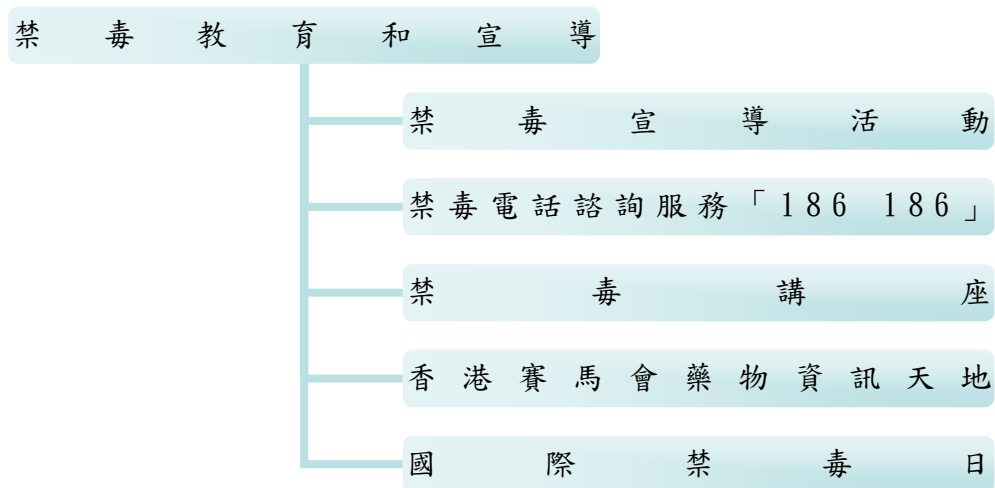 禁毒教育和宣導
禁毒宣導活動
禁毒電話諮詢服務「186 186」
禁毒講座
香港賽馬會藥物資訊天地
國際禁毒日